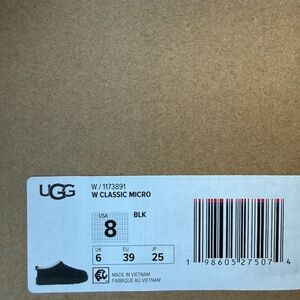 UGG
W / 1173891
W CLASSIC MICRO
USA
8
BLK
UK
6
EU
39
JP
25
MADE IN VIETNAM
FABRIQUÉ AU VIETNAM
1 98605 27507 4